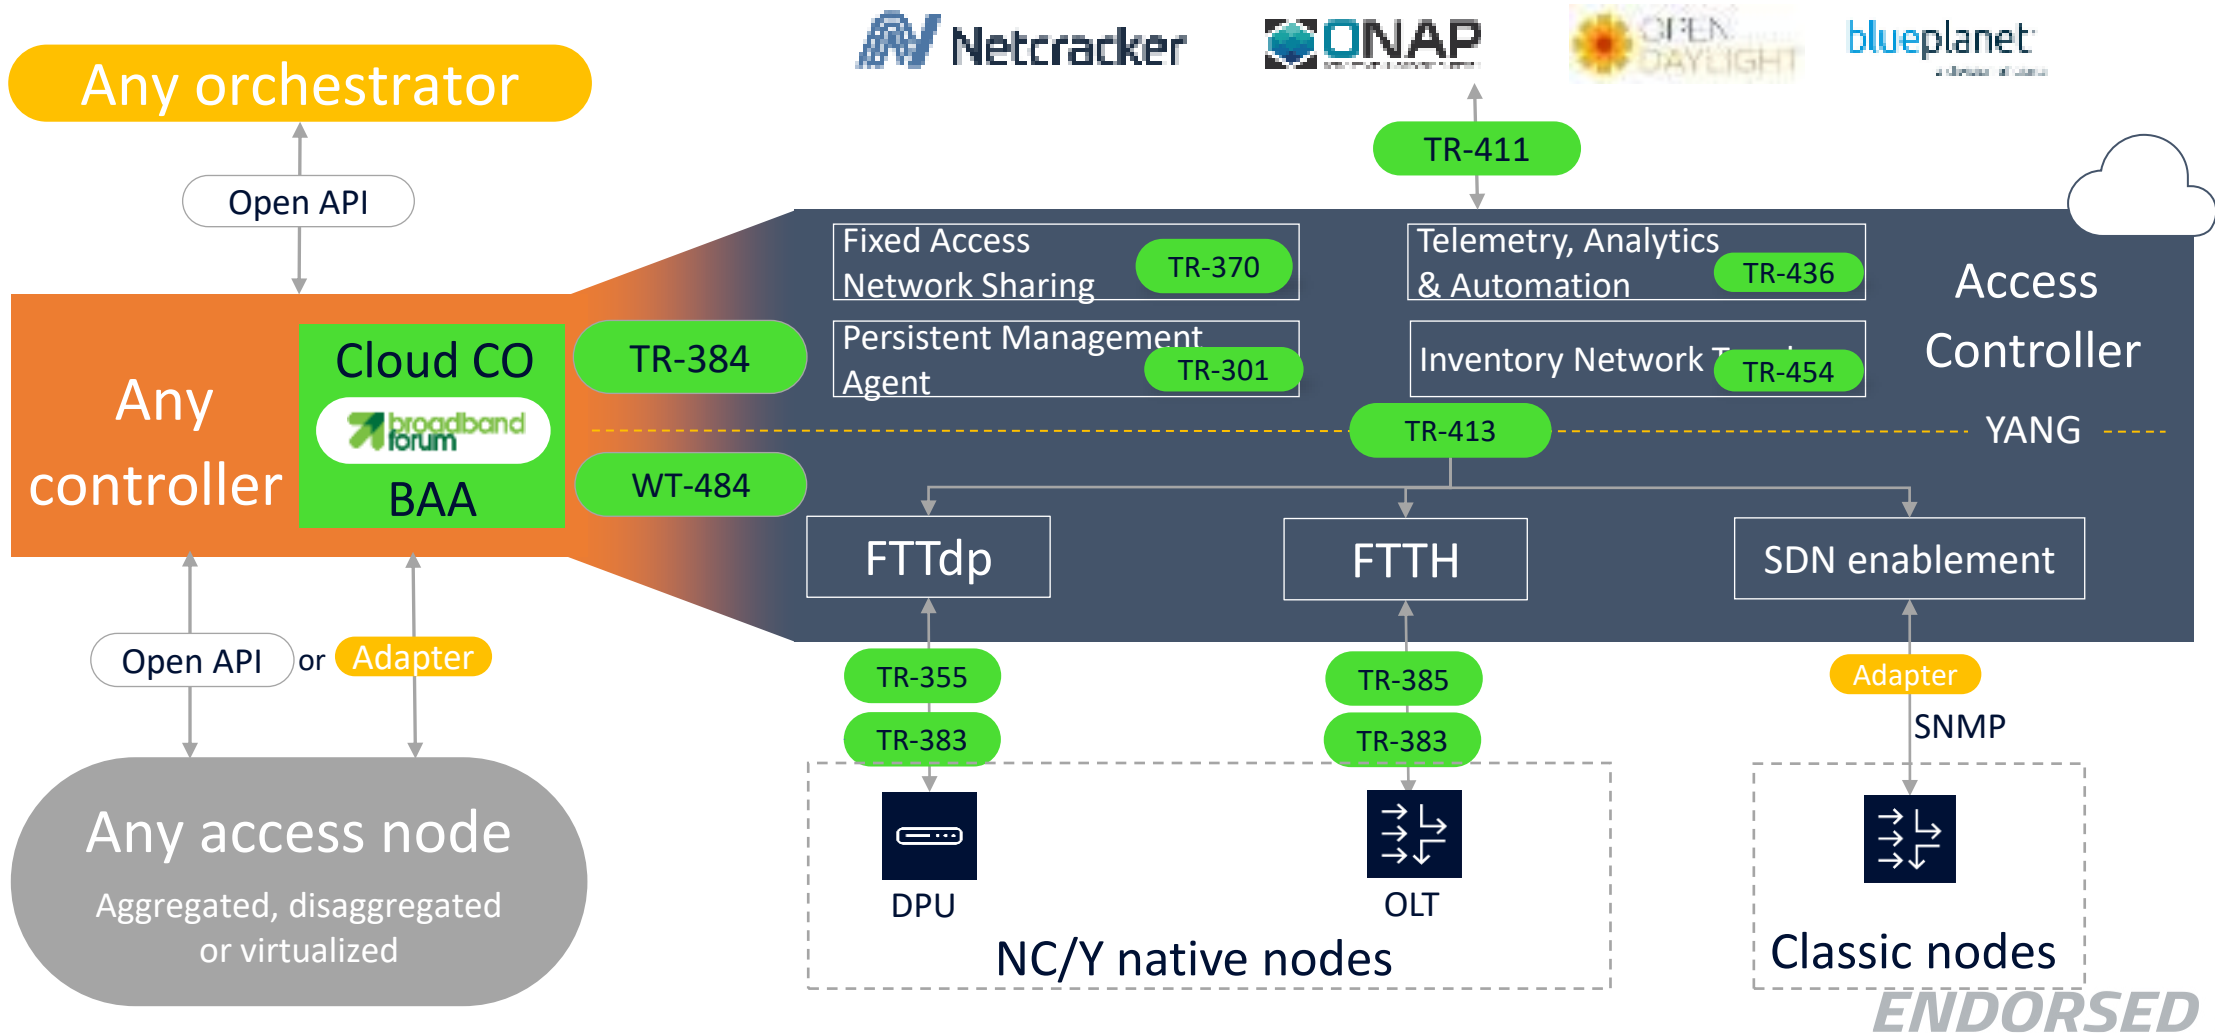 Netcracker
ONAP
OPEN
DAYLIGHT
blueplanet
Any orchestrator
Open API
TR-411
Fixed Access
Network Sharing
TR-370
Telemetry, Analytics
& Automation
TR-436
Access
Controller
Any
controller
Cloud CO
broadband
forum
BAA
TR-384
WT-484
Persistent Management
Agent
TR-301
Inventory Network
TR-454
TR-413
YANG
FTTdp
FTTH
SDN enablement
Open API
or
Adapter
TR-355
TR-383
TR-385
TR-383
Adapter
SNMP
Any access node
Aggregated, disaggregated
or virtualized
DPU
OLT
NC/Y native nodes
Classic nodes
ENDORSED